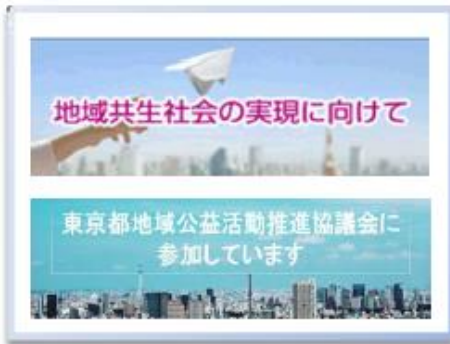 地域共生社会の実現に向けて
東京都地域公益活動推進協議会に
参加しています